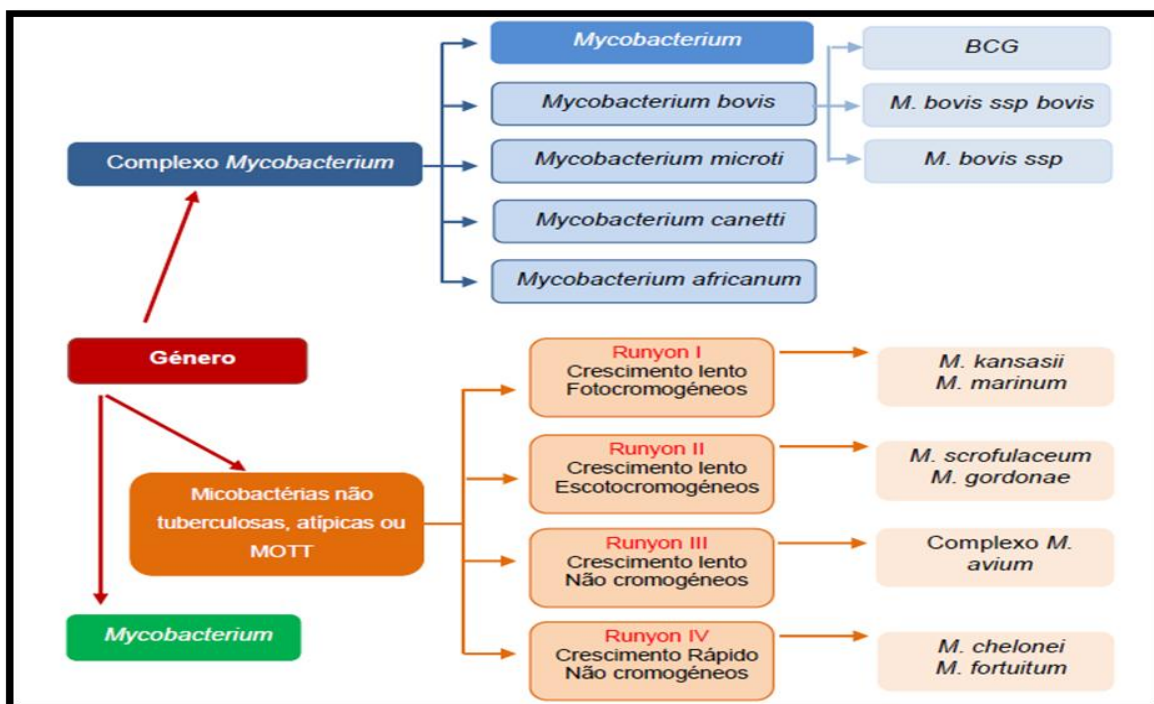 Mycobacterium
BCG
Mycobacterium bovis
M. bovis ssp bovis
Complexo Mycobacterium
Mycobacterium microti
M. bovis ssp
Mycobacterium canetti
Mycobacterium africanum
Género
Runyon I
Crescimento lento
Fotocromogéneos
M. kansasii
M. marinum
Runyon II
Crescimento lento
Escotocromogéneos
M. scrofulaceum
M. gordonae
Micobactérias não
tuberculosas, atípicas ou
MOTT
Runyon III
Crescimento lento
Não cromogéneos
Complexo M.
avium
Mycobacterium
Runyon IV
Crescimento Rápido
Não cromogéneos
M. chelonei
M. fortuitum